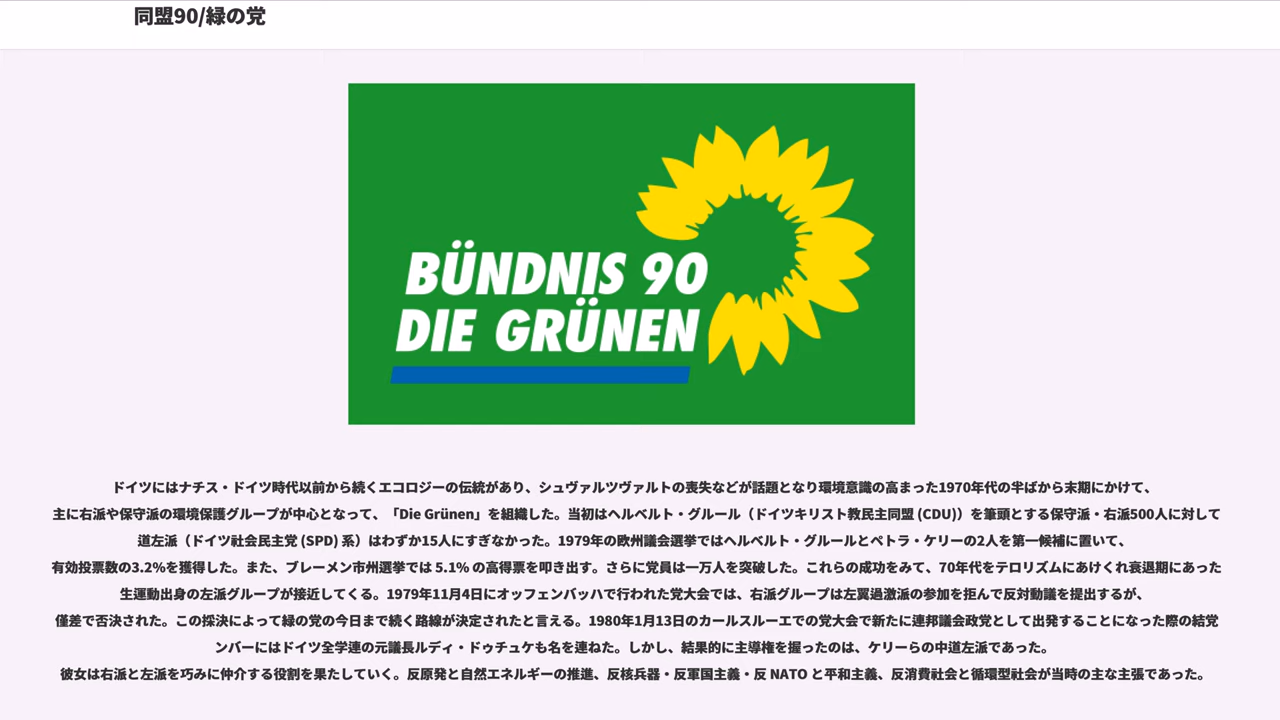 同盟90/緑の党
BÜNDNIS 90
DIE GRÜNEN
ドイツにはナチス・ドイツ時代以前から続くエコロジーの伝統があり、シュヴァルツヴァルトの喪失などが話題となり環境意識の高まった1970年代の半ばから末期にかけて、
主に右派や保守派の環境保護グループが中心となって、「Die Grünen」を組織した。当初はヘルベルト・グルール（ドイツキリスト教民主同盟 (CDU)）を筆頭とする保守派・右派500人に対して
道左派（ドイツ社会民主党 (SPD) 系）はわずか15人にすぎなかった。1979年の欧州議会選挙ではヘルベルト・グルールとペトラ・ケリーの2人を第一候補に置いて、
有効投票数の3.2%を獲得した。また、ブレーメン市州選挙では 5.1% の高得票を叩き出す。さらに党員は一万人を突破した。これらの成功をみて、70年代をテロリズムにあけくれ衰退期にあった
生運動出身の左派グループが接近してくる。1979年11月4日にオッフェンバッハで行われた党大会では、右派グループは左翼過激派の参加を拒んで反対動議を提出するが、
僅差で否決された。この採決によって緑の党の今日まで続く路線が決定されたと言える。1980年1月13日のカールスルーエでの党大会で新たに連邦議会政党として出発することになった際の結党
ンバーにはドイツ全学連の元議長ルディ・ドゥチュケも名を連ねた。しかし、結果的に主導権を握ったのは、ケリーらの中道左派であった。
彼女は右派と左派を巧みに仲介する役割を果たしていく。反原発と自然エネルギーの推進、反核兵器・反軍国主義・反 NATO と平和主義、反消費社会と循環型社会が当時の主な主張であった。